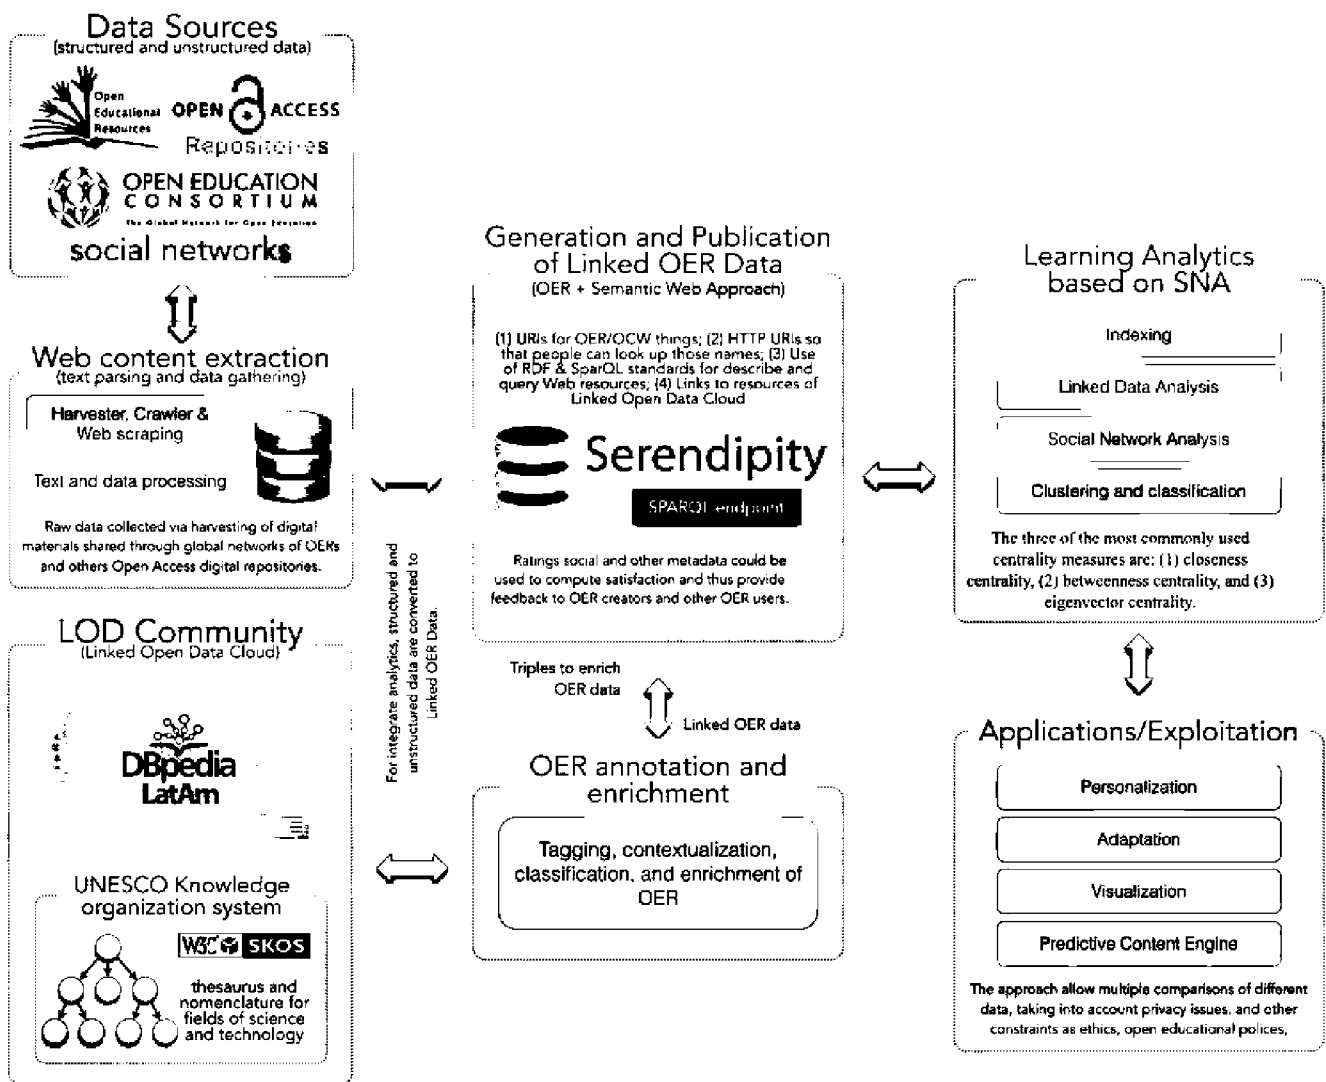 Data Sources
(structured and unstructured data)
Open
Educational
Resources
OPEN ACCESS
Repositories
OPEN EDUCATION
CONSORTIUM
The Global Network for Open Education
social networks
Web content extraction
(text parsing and data gathering)
Harvester, Crawler &
Web scraping
Text and data processing
Raw data collected via harvesting of digital
materials shared through global networks of OERs
and others Open Access digital repositories.
LOD Community
(Linked Open Data Cloud)
DBpedia
LatAm
UNESCO Knowledge
organization system
W3C SKOS
thesaurus and
nomenclature for
fields of science
and technology
For integrate analytics, structured and
unstructured data are converted to
Linked OER Data.
Generation and Publication
of Linked OER Data
(OER + Semantic Web Approach)
(1) URIs for OER/OCW things; (2) HTTP URIs so
that people can look up those names; (3) Use
of RDF & SparQL standards for describe and
query Web resources; (4) Links to resources of
Linked Open Data Cloud
Serendipity
SPARQL endpoint
Ratings social and other metadata could be
used to compute satisfaction and thus provide
feedback to OER creators and other OER users.
Triples to enrich
OER data
Linked OER data
OER annotation and
enrichment
Tagging, contextualization,
classification, and enrichment of
OER
Learning Analytics
based on SNA
Indexing
Linked Data Analysis
Social Network Analysis
Clustering and classification
The three of the most commonly used
centrality measures are: (1) closeness
centrality, (2) betweenness centrality, and (3)
eigenvector centrality.
Applications/Exploitation
Personalization
Adaptation
Visualization
Predictive Content Engine
The approach allow multiple comparisons of different
data, taking into account privacy issues, and other
constraints as ethics, open educational polices,